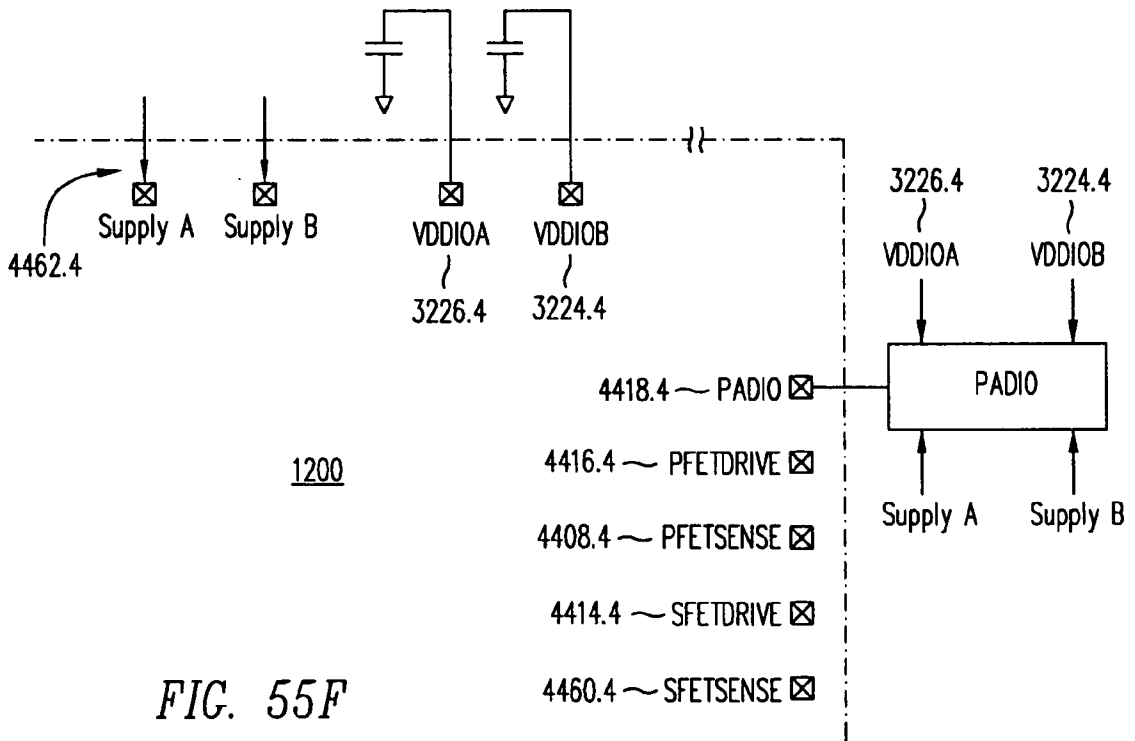 Supply A
Supply B
VDDIOA
VDDIOB
4462.4
3226.4
3224.4
3226.4
3224.4
VDDIOA
VDDIOB
4418.4 ~ PADIO
PADIO
4416.4 ~ PFETDRIVE
1200
Supply A
Supply B
4408.4 ~ PFETSENSE
4414.4 ~ SFETDRIVE
4460.4 ~ SFETSENSE
FIG. 55F